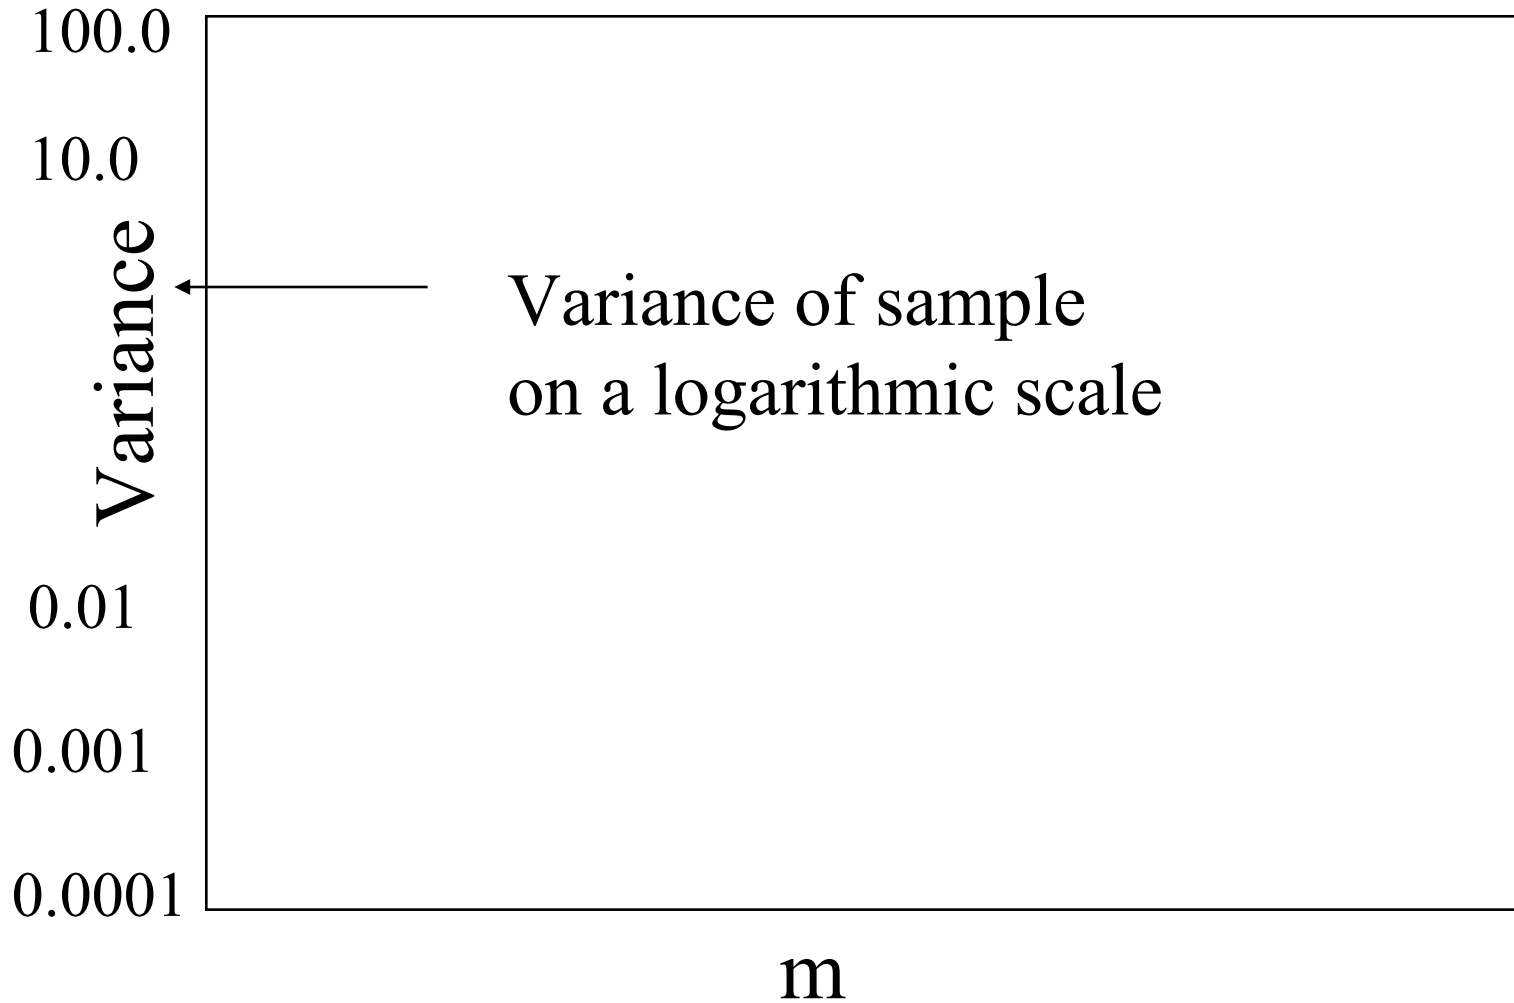 100.0
10.0
Variance
Variance of sample
on a logarithmic scale
0.01
0.001
0.0001
m